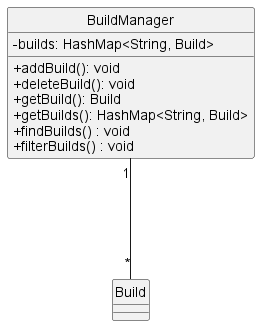 BuildManager
-builds: HashMap<String, Build>
+addBuild(): void
+deleteBuild(): void
+getBuild(): Build
+getBuilds(): HashMap<String, Build>
+findBuilds() : void
+filterBuilds() : void
1
*
Build